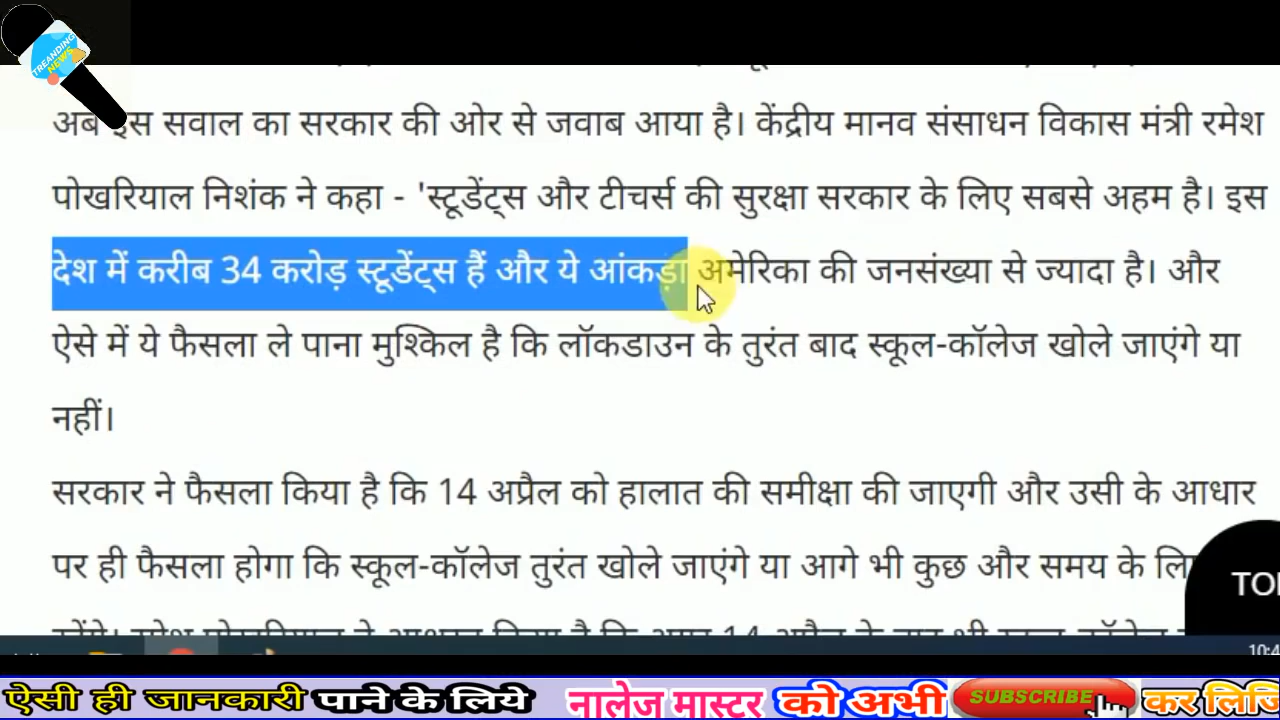 TREANDING
NEWS
अब इस सवाल का सरकार की ओर से जवाब आया है। केंद्रीय मानव संसाधन विकास मंत्री रमेश
पोखरियाल निशंक ने कहा - 'स्टूडेंट्स और टीचर्स की सुरक्षा सरकार के लिए सबसे अहम है। इस
देश में करीब 34 करोड़ स्टूडेंट्स हैं और ये आंकड़ा अमेरिका की जनसंख्या से ज्यादा है। और
ऐसे में ये फैसला ले पाना मुश्किल है कि लॉकडाउन के तुरंत बाद स्कूल-कॉलेज खोले जाएंगे या
नहीं।
सरकार ने फैसला किया है कि 14 अप्रैल को हालात की समीक्षा की जाएगी और उसी के आधार
पर ही फैसला होगा कि स्कूल-कॉलेज तुरंत खोले जाएंगे या आगे भी कुछ और समय के
ऐसी ही जानकारी पाने के लिये नालेज मास्टर को अभी SUBSCRIBE कर